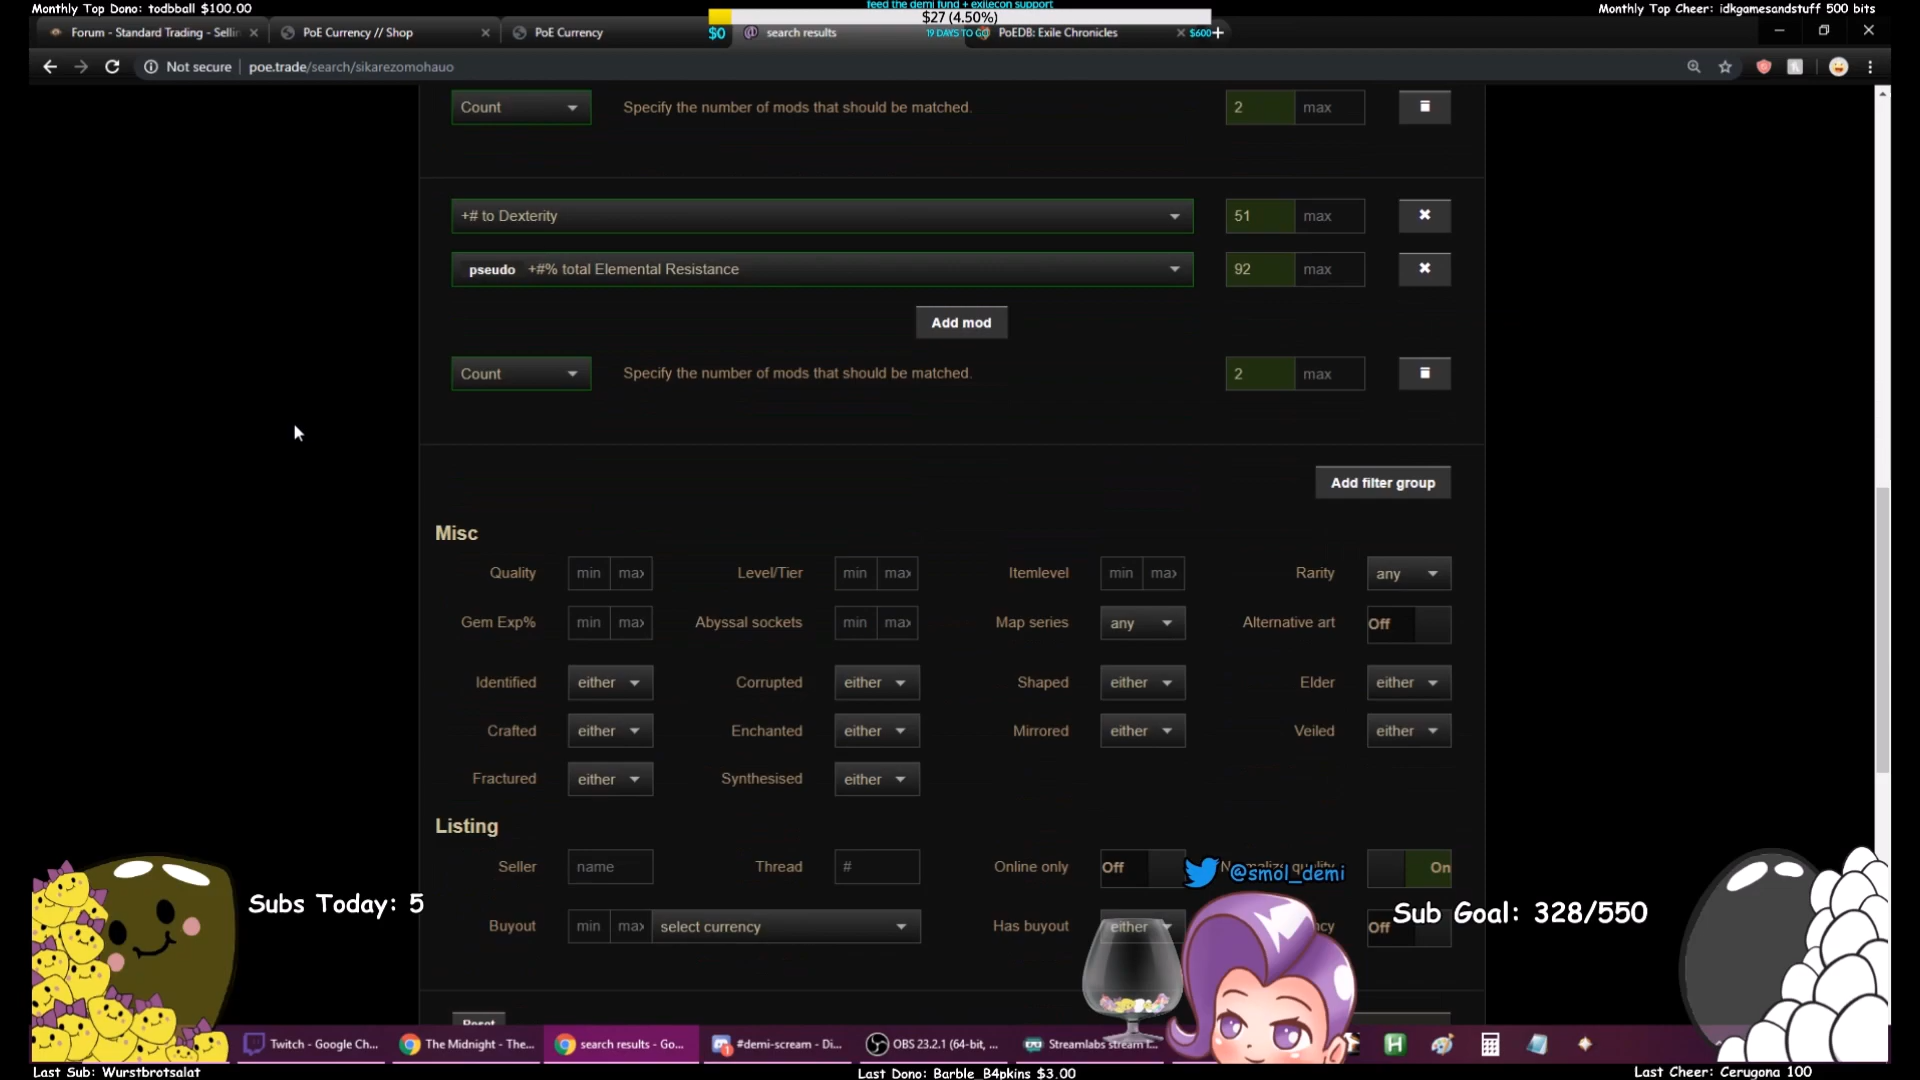 Monthly Top Dono: todbball $100.00
feed the demi fund + exilecon support
Monthly Top Cheer: idkgamesandstuff 500 bits
$27 (4.50%)
Forum - Standard Trading - Sellin
PoE Currency // Shop
PoE Currency
$0
search results
19 DAYS TO GO
PoEDB: Exile Chronicles
$600
Not secure
poe.trade/search/sikarezomohauo
Count
Specify the number of mods that should be matched.
2
max
+# to Dexterity
51
max
pseudo +#% total Elemental Resistance
92
max
Add mod
Count
Specify the number of mods that should be matched.
2
max
Add filter group
Misc
Quality min max Level/Tier min max Itemlevel min max Rarity any
Gem Exp% min max Abyssal sockets min max Map series any Alternative art Off
Identified either Corrupted either Shaped either Elder either
Crafted either Enchanted either Mirrored either Veiled either
Fractured either Synthesised either
Listing
Seller name Thread # Online only Off On
@smol_demi
Subs Today: 5
Sub Goal: 328/550
Buyout min max select currency Has buyout either Off
Reset
Twitch - Google Ch...
The Midnight - The...
search results - Go...
#demi-scream - Di...
OBS 23.2.1 (64-bit, ...
Streamlabs stream
Last Sub: Wurstbrotsalat
Last Dono: Barble_B4pkins $3.00
Last Cheer: Cerugona 100